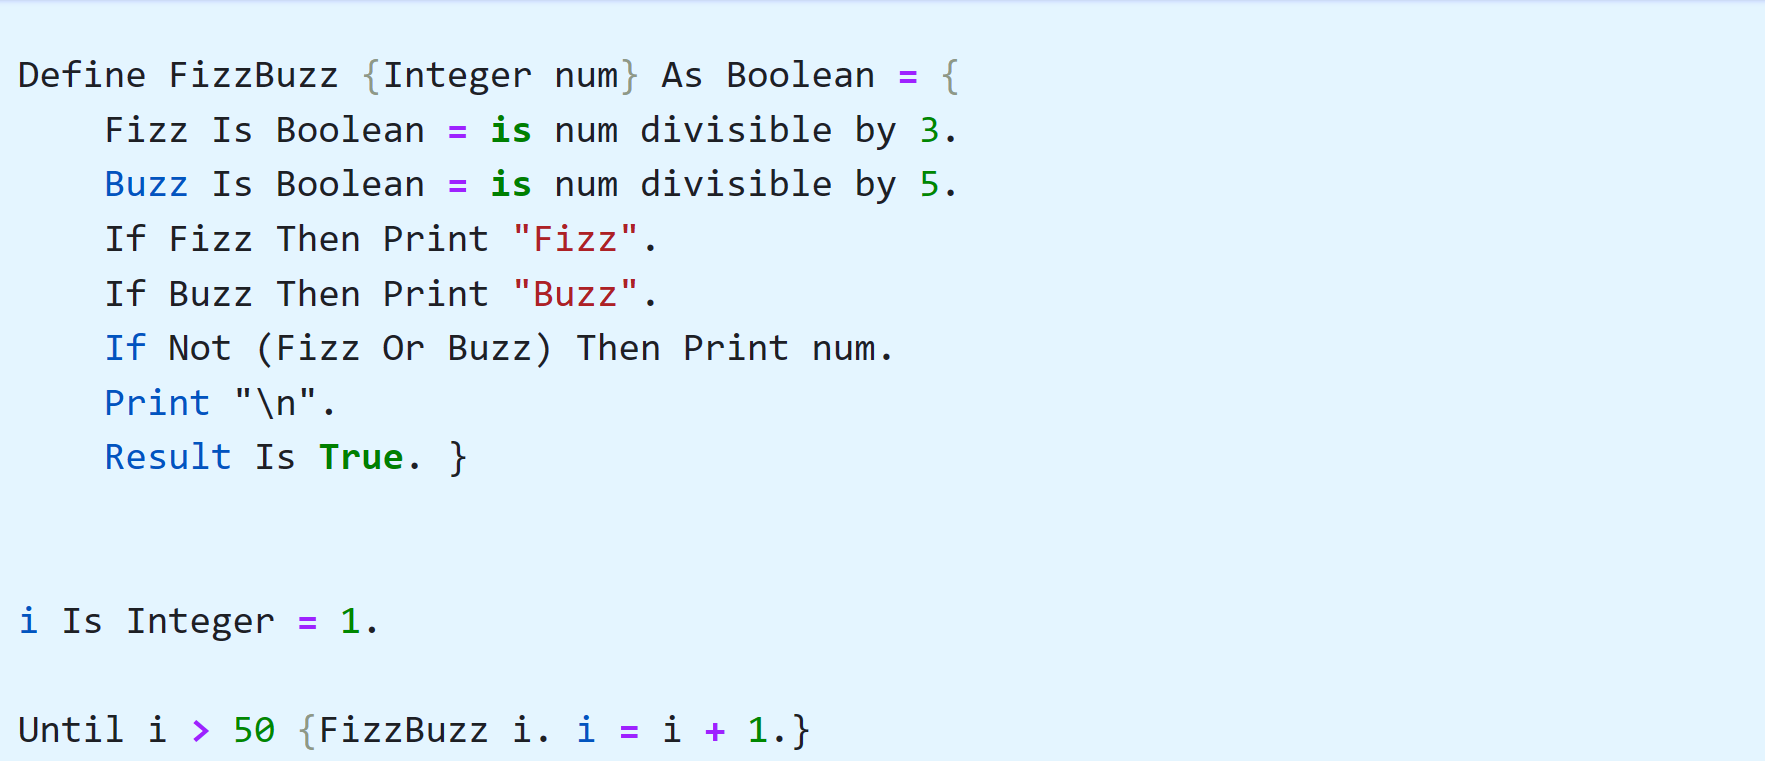 Define FizzBuzz {Integer num} As Boolean = {
    Fizz Is Boolean = is num divisible by 3.
    Buzz Is Boolean = is num divisible by 5.
    If Fizz Then Print "Fizz".
    If Buzz Then Print "Buzz".
    If Not (Fizz Or Buzz) Then Print num.
    Print "\n".
    Result Is True. }
i Is Integer = 1.
Until i > 50 {FizzBuzz i. i = i + 1.}